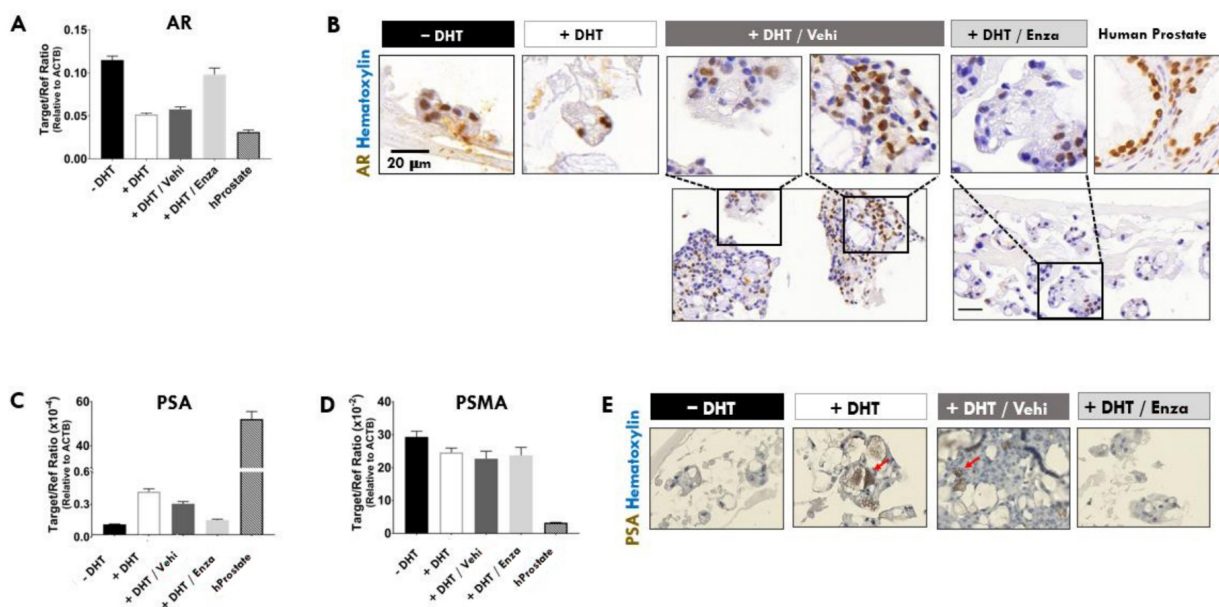 A
AR
Target/Ref Ratio
(Relative to ACTB)
0.15
0.10
0.05
0.00
- DHT
+ DHT
+ DHT / Vehi
+ DHT / Enza
hProstate
B
– DHT
+ DHT
+ DHT / Vehi
+ DHT / Enza
Human Prostate
AR Hematoxylin
20 µm
C
PSA
Target/Ref Ratio (x10⁻⁴)
(Relative to ACTB)
60
40
0.6
0.3
0.0
- DHT
+ DHT
+ DHT / Vehi
+ DHT / Enza
hProstate
D
PSMA
Target/Ref Ratio (x10⁻²)
(Relative to ACTB)
40
30
20
10
0
- DHT
+ DHT
+ DHT / Vehi
+ DHT / Enza
hProstate
E
– DHT
+ DHT
+ DHT / Vehi
+ DHT / Enza
PSA Hematoxylin